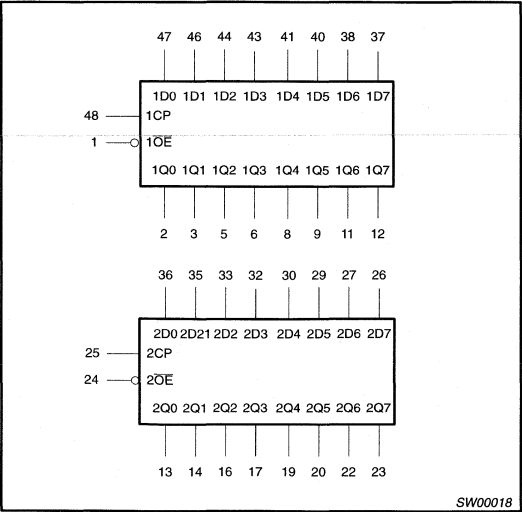 47 46 44 43 41 40 38 37
1D0 1D1 1D2 1D3 1D4 1D5 1D6 1D7
48 1CP
1 1O̅E̅
1Q0 1Q1 1Q2 1Q3 1Q4 1Q5 1Q6 1Q7
2 3 5 6 8 9 11 12
36 35 33 32 30 29 27 26
2D0 2D21 2D2 2D3 2D4 2D5 2D6 2D7
25 2CP
24 2O̅E̅
2Q0 2Q1 2Q2 2Q3 2Q4 2Q5 2Q6 2Q7
13 14 16 17 19 20 22 23
SW00018